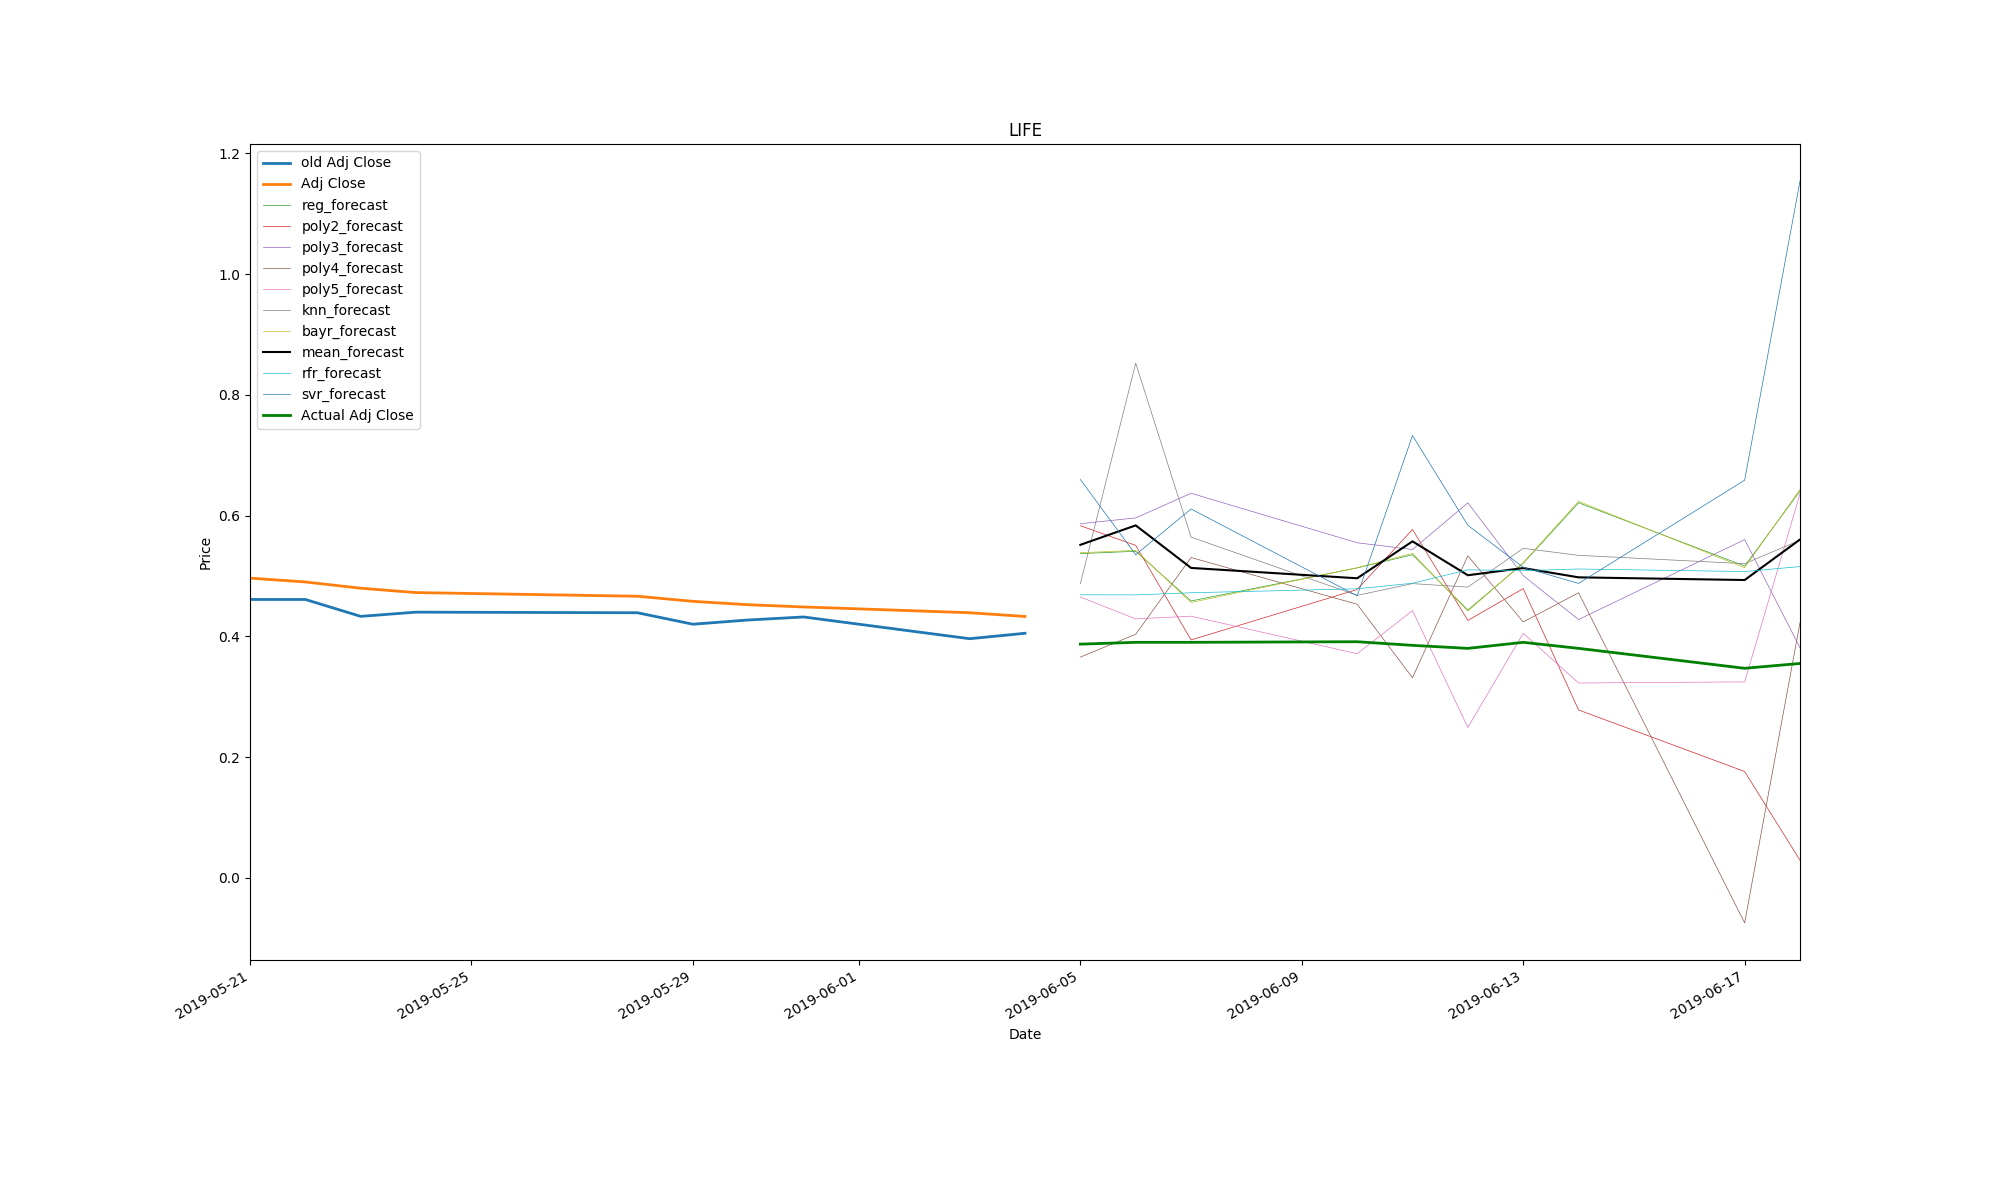 LIFE
1.2
1.0
0.8
0.6
0.4
0.2
0.0
Price
old Adj Close
Adj Close
reg_forecast
poly2_forecast
poly3_forecast
poly4_forecast
poly5_forecast
knn_forecast
bayr_forecast
mean_forecast
rfr_forecast
svr_forecast
Actual Adj Close
2019-05-21
2019-05-25
2019-05-29
2019-06-01
2019-06-05
2019-06-09
2019-06-13
2019-06-17
Date